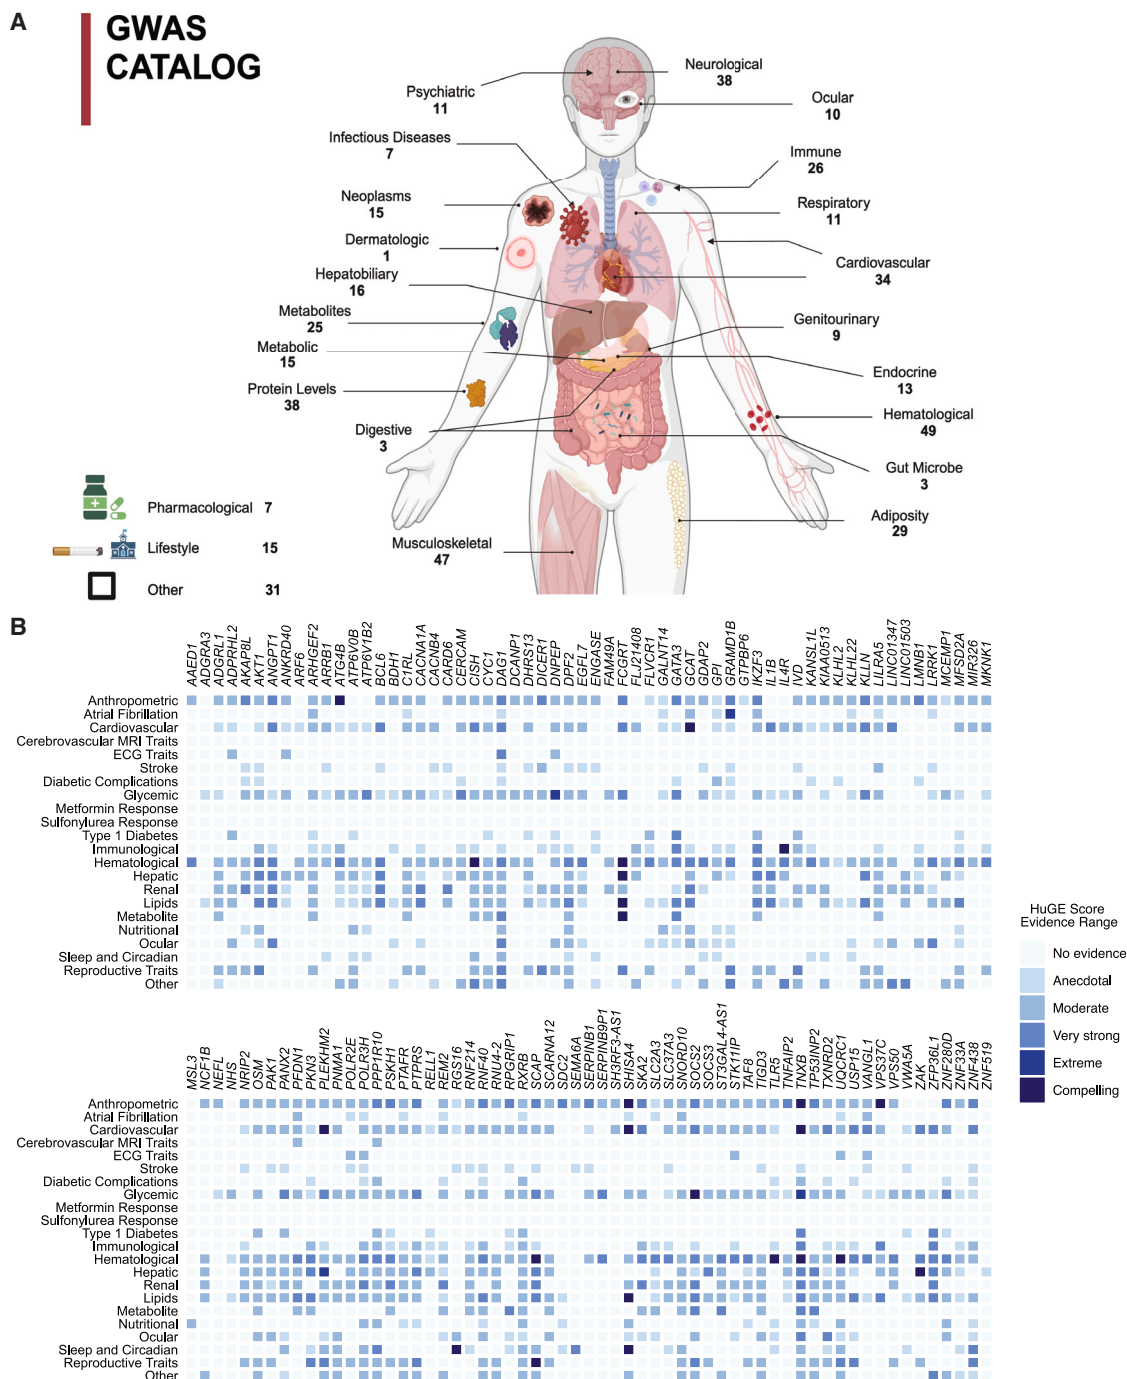 A
GWAS
CATALOG
Neurological
38
Psychiatric
11
Ocular
10
Infectious Diseases
7
Immune
26
Neoplasms
15
Respiratory
11
Dermatologic
1
Cardiovascular
34
Hepatobiliary
16
Metabolites
25
Genitourinary
9
Metabolic
15
Endocrine
13
Protein Levels
38
Hematological
49
Digestive
3
Gut Microbe
3
Adiposity
29
Musculoskeletal
47
Pharmacological 7
Lifestyle 15
Other 31
B
AAED1 ADGRA3 ADGRL1 ADPRHL2 AKAP8L AKT1 ANGPT1 ANKRD40 ARF6 ARHGEF2 ARRB1 ATG4B ATP6V0B ATP6V1B2 BCL6 BDH1 C1RL CACNA1A CACNB4 CARD6 CERCAM CISH CYC1 DAG1 DCANP1 DHRS13 DICER1 DNPEP DPF2 EGFL7 ENGASE FAM49A FCGRT FLJ21408 FLVCR1 GALNT14 GATA3 GCAT GDAP2 GPI GRAMD1B GTPBP6 IKZF3 IL1B IL4R IVD KANSL1L KIAA0513 KLHL2 KLHL22 KLLN LILRA5 LINC01347 LINC01503 LMNB1 LRRK1 MCEMP1 MFSD2A MIR326 MKNK1
Anthropometric
Atrial Fibrillation
Cardiovascular
Cerebrovascular MRI Traits
ECG Traits
Stroke
Diabetic Complications
Glycemic
Metformin Response
Sulfonylurea Response
Type 1 Diabetes
Immunological
Hematological
Hepatic
Renal
Lipids
Metabolite
Nutritional
Ocular
Sleep and Circadian
Reproductive Traits
Other
HuGE Score
Evidence Range
No evidence
Anecdotal
Moderate
Very strong
Extreme
Compelling
MSL3 NCF1B NEFL NHS NRIP2 OSM PAK1 PANX2 PFDN1 PKN3 PLEKHM2 PNMA1 POLR2E POLR3H PPP1R10 PSKH1 PTAFR PTPRS RELL1 REM2 RGS16 RNF214 RNF40 RNU4-2 RPGRIP1 RXRB SCAP SCARNA12 SDC2 SEMA6A SERPINB1 SERPINB9P1 SH3RF3-AS1 SHISA4 SKA2 SLC2A3 SLC37A3 SNORD10 SOCS2 SOCS3 ST3GAL4-AS1 STK11IP TAF8 TIGD3 TLR5 TNFAIP2 TNXB TP53INP2 TXNRD2 UQCRC1 USP15 VANGL1 VPS37C VPS50 VWA5A ZAK ZFP36L1 ZNF280D ZNF33A ZNF438 ZNF519
Anthropometric
Atrial Fibrillation
Cardiovascular
Cerebrovascular MRI Traits
ECG Traits
Stroke
Diabetic Complications
Glycemic
Metformin Response
Sulfonylurea Response
Type 1 Diabetes
Immunological
Hematological
Hepatic
Renal
Lipids
Metabolite
Nutritional
Ocular
Sleep and Circadian
Reproductive Traits
Other